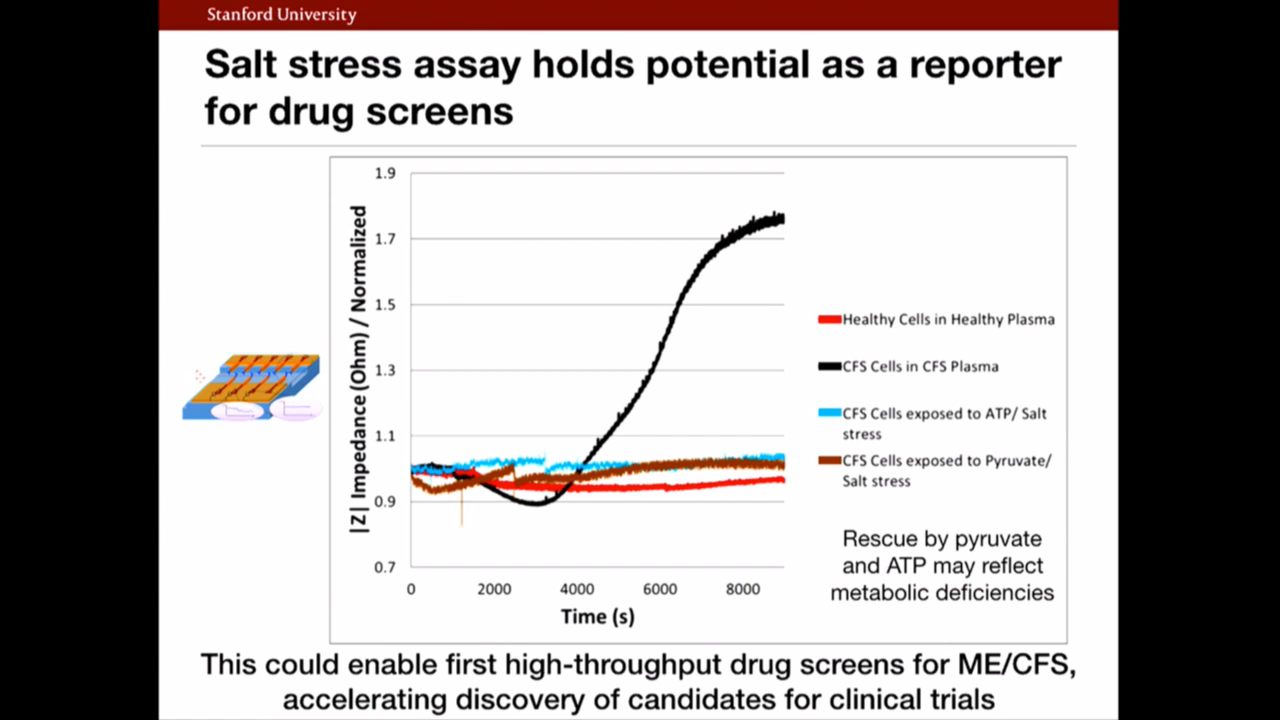 Stanford University
Salt stress assay holds potential as a reporter
for drug screens
|Z| Impedance(Ohm) / Normalized
1.9
1.7
1.5
1.3
1.1
0.9
0.7
0
2000
4000
6000
8000
Time (s)
Healthy Cells in Healthy Plasma
CFS Cells in CFS Plasma
CFS Cells exposed to ATP/ Salt
stress
CFS Cells exposed to Pyruvate/
Salt stress
Rescue by pyruvate
and ATP may reflect
metabolic deficiencies
This could enable first high-throughput drug screens for ME/CFS,
accelerating discovery of candidates for clinical trials